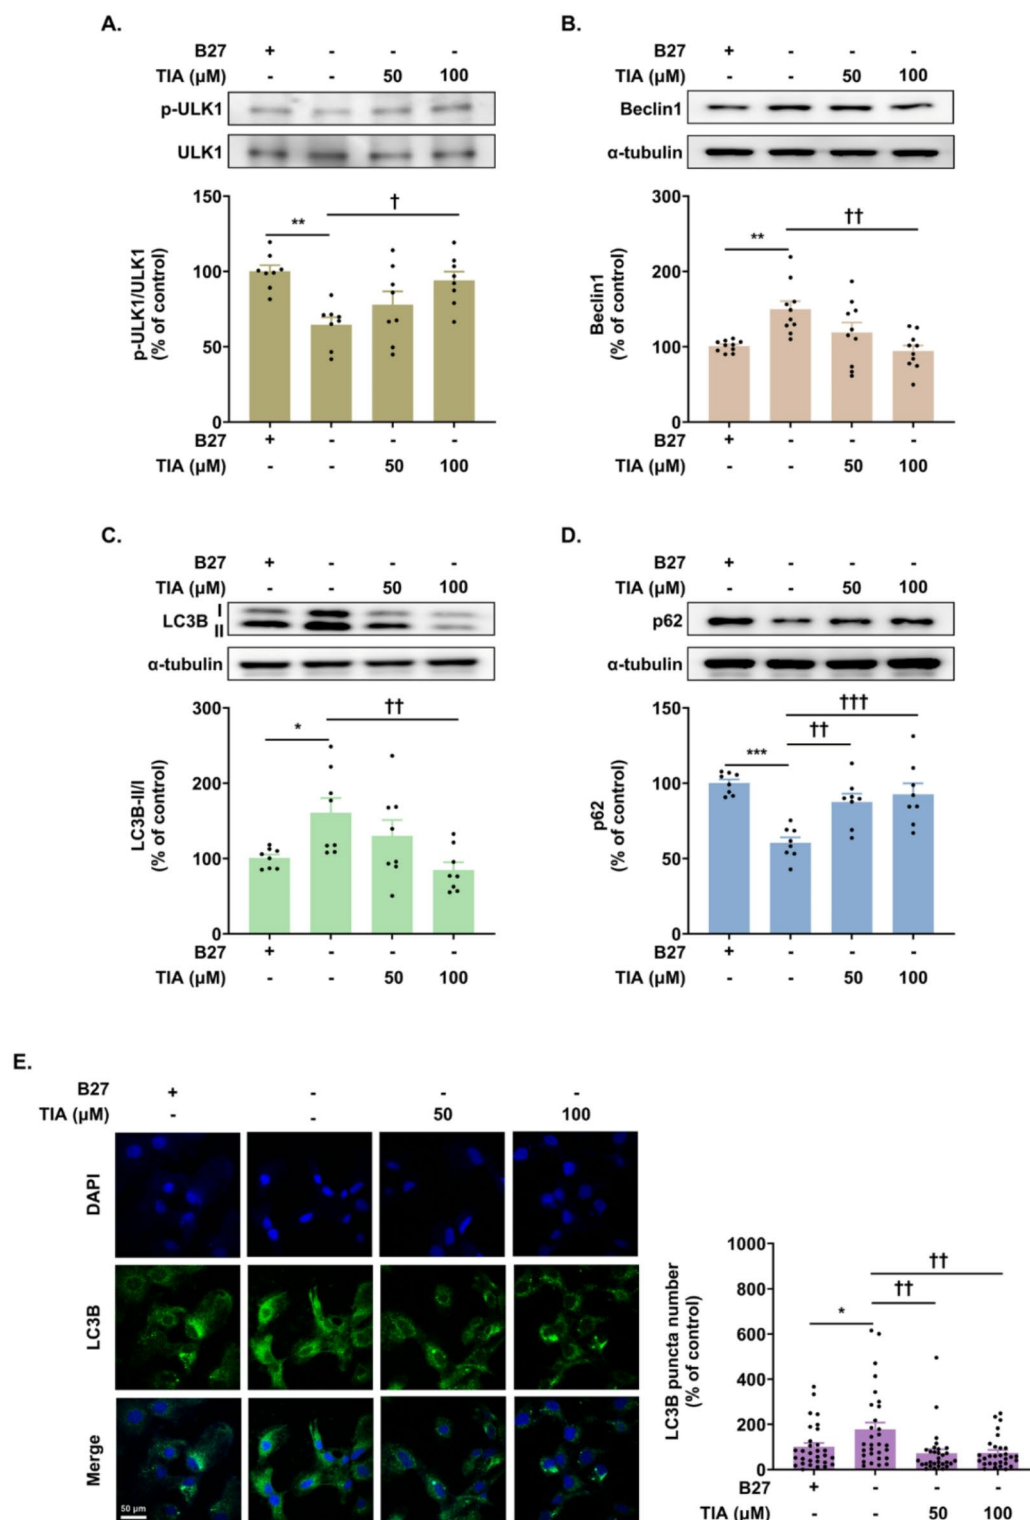 A.
B27 + - - -
TIA (µM) - - 50 100
p-ULK1
ULK1
150
100
50
0
p-ULK1/ULK1
(% of control)
**
†
B27 + - - -
TIA (µM) - - 50 100
B.
B27 + - - -
TIA (µM) - - 50 100
Beclin1
α-tubulin
300
200
100
0
Beclin1
(% of control)
**
††
B27 + - - -
TIA (µM) - - 50 100
C.
B27 + - - -
TIA (µM) - - 50 100
LC3B I
II
α-tubulin
300
200
100
0
LC3B-II/I
(% of control)
*
††
B27 + - - -
TIA (µM) - - 50 100
D.
B27 + - - -
TIA (µM) - - 50 100
p62
α-tubulin
150
100
50
0
p62
(% of control)
***
††
†††
B27 + - - -
TIA (µM) - - 50 100
E.
B27 + - - -
TIA (µM) - - 50 100
DAPI
LC3B
Merge
50 µm
1000
800
600
400
200
0
LC3B puncta number
(% of control)
*
††
††
B27 + - - -
TIA (µM) - - 50 100